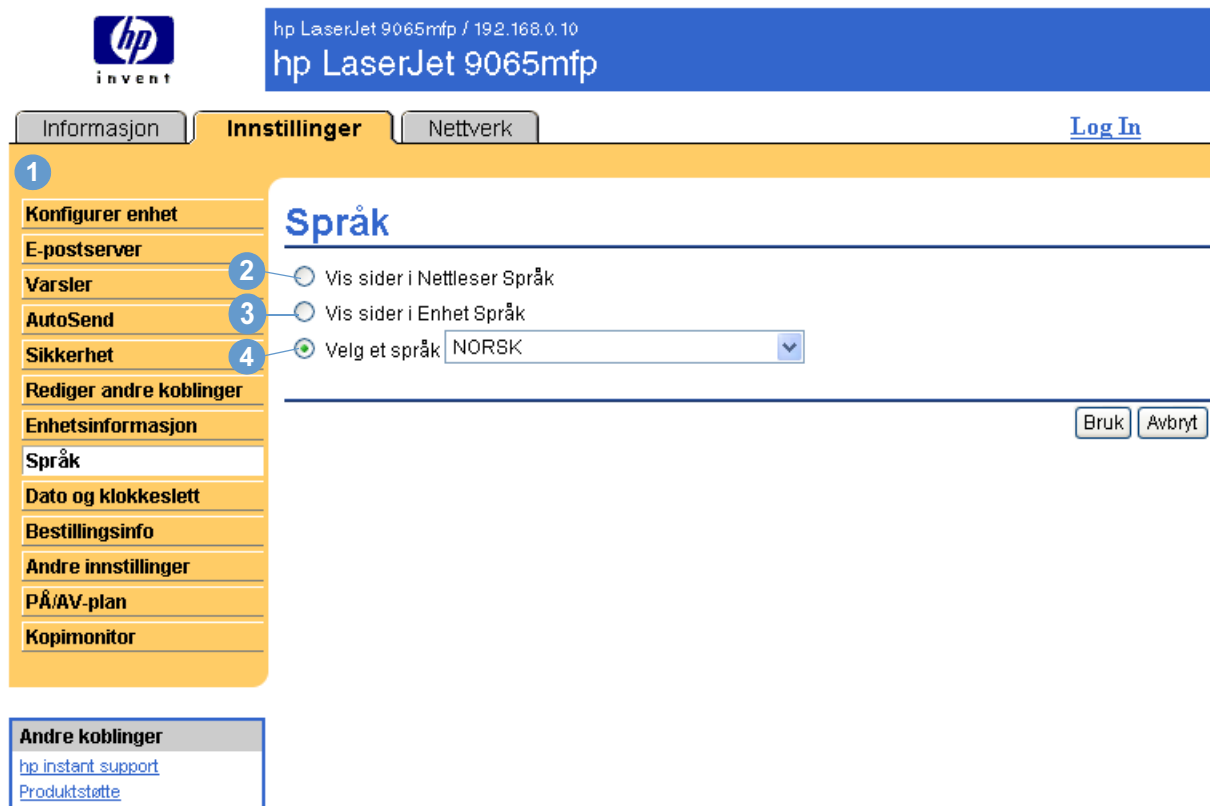 hp
invent
hp LaserJet 9065mfp / 192.168.0.10
hp LaserJet 9065mfp
Informasjon
Innstillinger
Nettverk
Log In
1
Konfigurer enhet
E-postserver
Varsler
AutoSend
Sikkerhet
Rediger andre koblinger
Enhetsinformasjon
Språk
Dato og klokkeslett
Bestillingsinfo
Andre innstillinger
PÅ/AV-plan
Kopimonitor
Språk
2 Vis sider i Nettleser Språk
3 Vis sider i Enhet Språk
4 Velg et språk NORSK
Bruk Avbryt
Andre koblinger
hp instant support
Produktstøtte